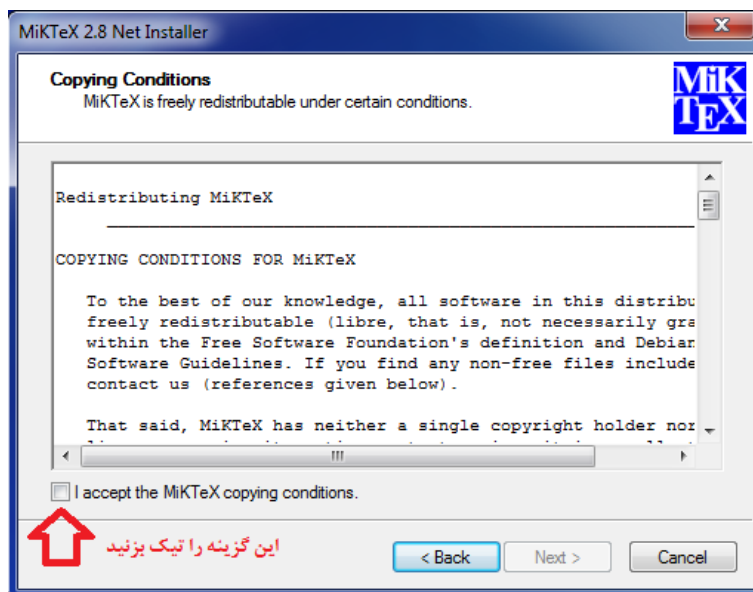 MiKTeX 2.8 Net Installer
Copying Conditions
MiKTeX is freely redistributable under certain conditions.
MiK
TEX
Redistributing MiKTeX
COPYING CONDITIONS FOR MiKTeX
To the best of our knowledge, all software in this distribu
freely redistributable (libre, that is, not necessarily gra
within the Free Software Foundation's definition and Debian
Software Guidelines. If you find any non-free files include
contact us (references given below).
That said, MiKTeX has neither a single copyright holder nor
I accept the MiKTeX copying conditions.
این گزینه را تیک بزنید
< Back
Next >
Cancel